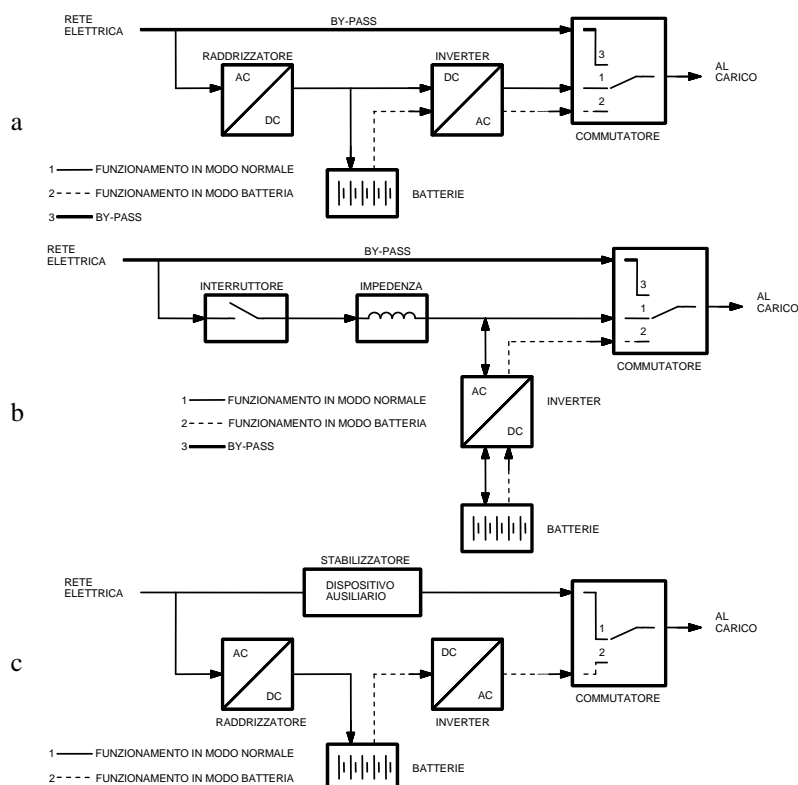 RETE
ELETTRICA
BY-PASS
RADDRIZZATORE
INVERTER
AC
DC
DC
AC
3
1
2
AL
CARICO
COMMUTATORE
a
1 FUNZIONAMENTO IN MODO NORMALE
2 FUNZIONAMENTO IN MODO BATTERIA
3 BY-PASS
BATTERIE
RETE
ELETTRICA
BY-PASS
INTERRUTTORE
IMPEDENZA
3
1
2
AL
CARICO
COMMUTATORE
AC
DC
INVERTER
b
1 FUNZIONAMENTO IN MODO NORMALE
2 FUNZIONAMENTO IN MODO BATTERIA
3 BY-PASS
BATTERIE
STABILIZZATORE
RETE
ELETTRICA
DISPOSITIVO
AUSILIARIO
1
2
AL
CARICO
COMMUTATORE
c
AC
DC
RADDRIZZATORE
DC
AC
INVERTER
1 FUNZIONAMENTO IN MODO NORMALE
2 FUNZIONAMENTO IN MODO BATTERIA
BATTERIE